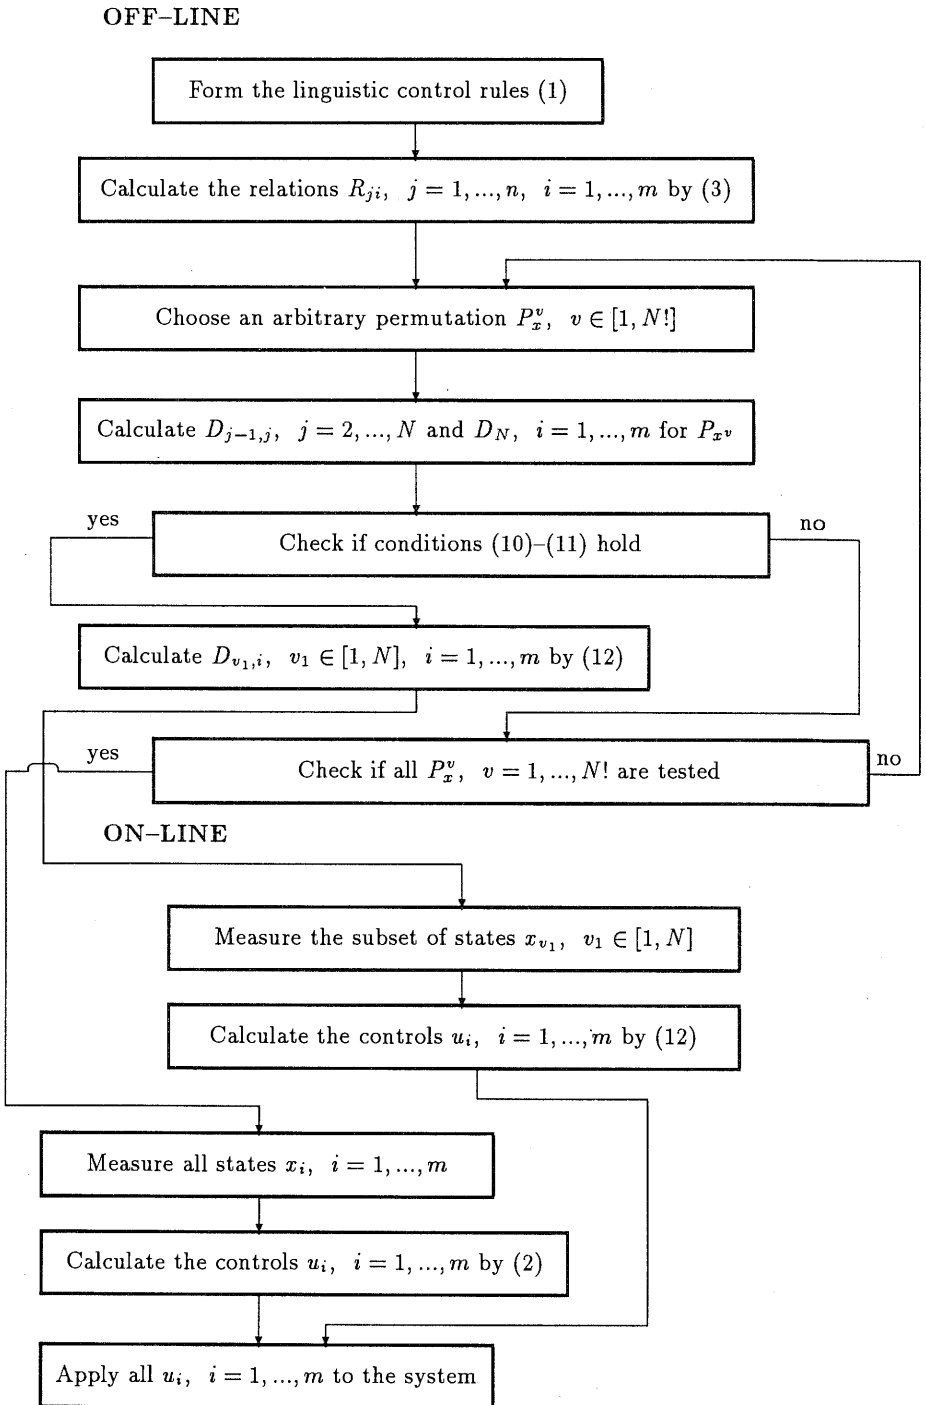 OFF–LINE
Form the linguistic control rules (1)
Calculate the relations R_{ji}, j = 1, ..., n, i = 1, ..., m by (3)
Choose an arbitrary permutation P_x^v, v ∈ [1, N!]
Calculate D_{j−1,j}, j = 2, ..., N and D_N, i = 1, ..., m for P_{x^v}
yes
no
Check if conditions (10)–(11) hold
Calculate D_{v_1,i}, v_1 ∈ [1, N], i = 1, ..., m by (12)
yes
no
Check if all P_x^v, v = 1, ..., N! are tested
ON–LINE
Measure the subset of states x_{v_1}, v_1 ∈ [1, N]
Calculate the controls u_i, i = 1, ..., m by (12)
Measure all states x_i, i = 1, ..., m
Calculate the controls u_i, i = 1, ..., m by (2)
Apply all u_i, i = 1, ..., m to the system